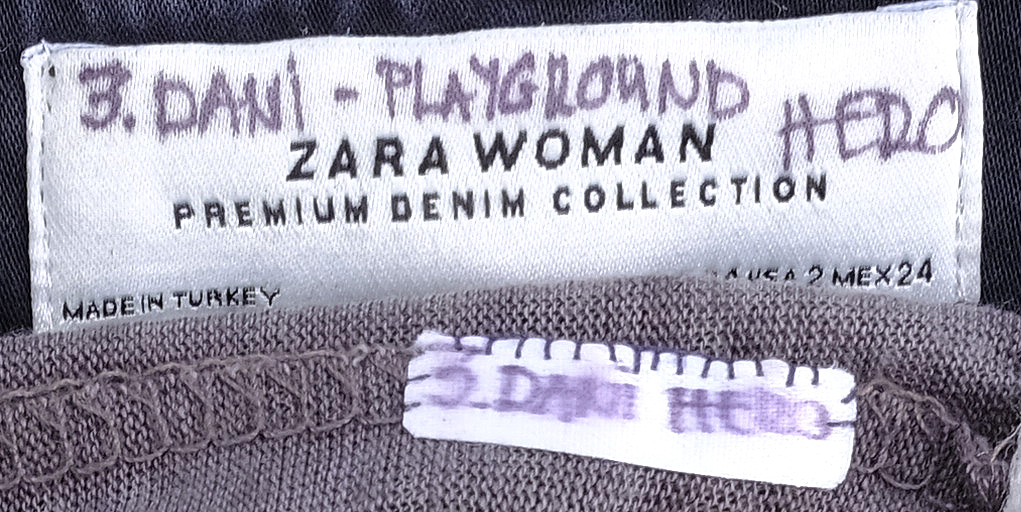 3. DANI - PLAYGROUND HERO
ZARA WOMAN
PREMIUM DENIM COLLECTION
MADE IN TURKEY
USA 2 MEX 24
3. DANI HERO